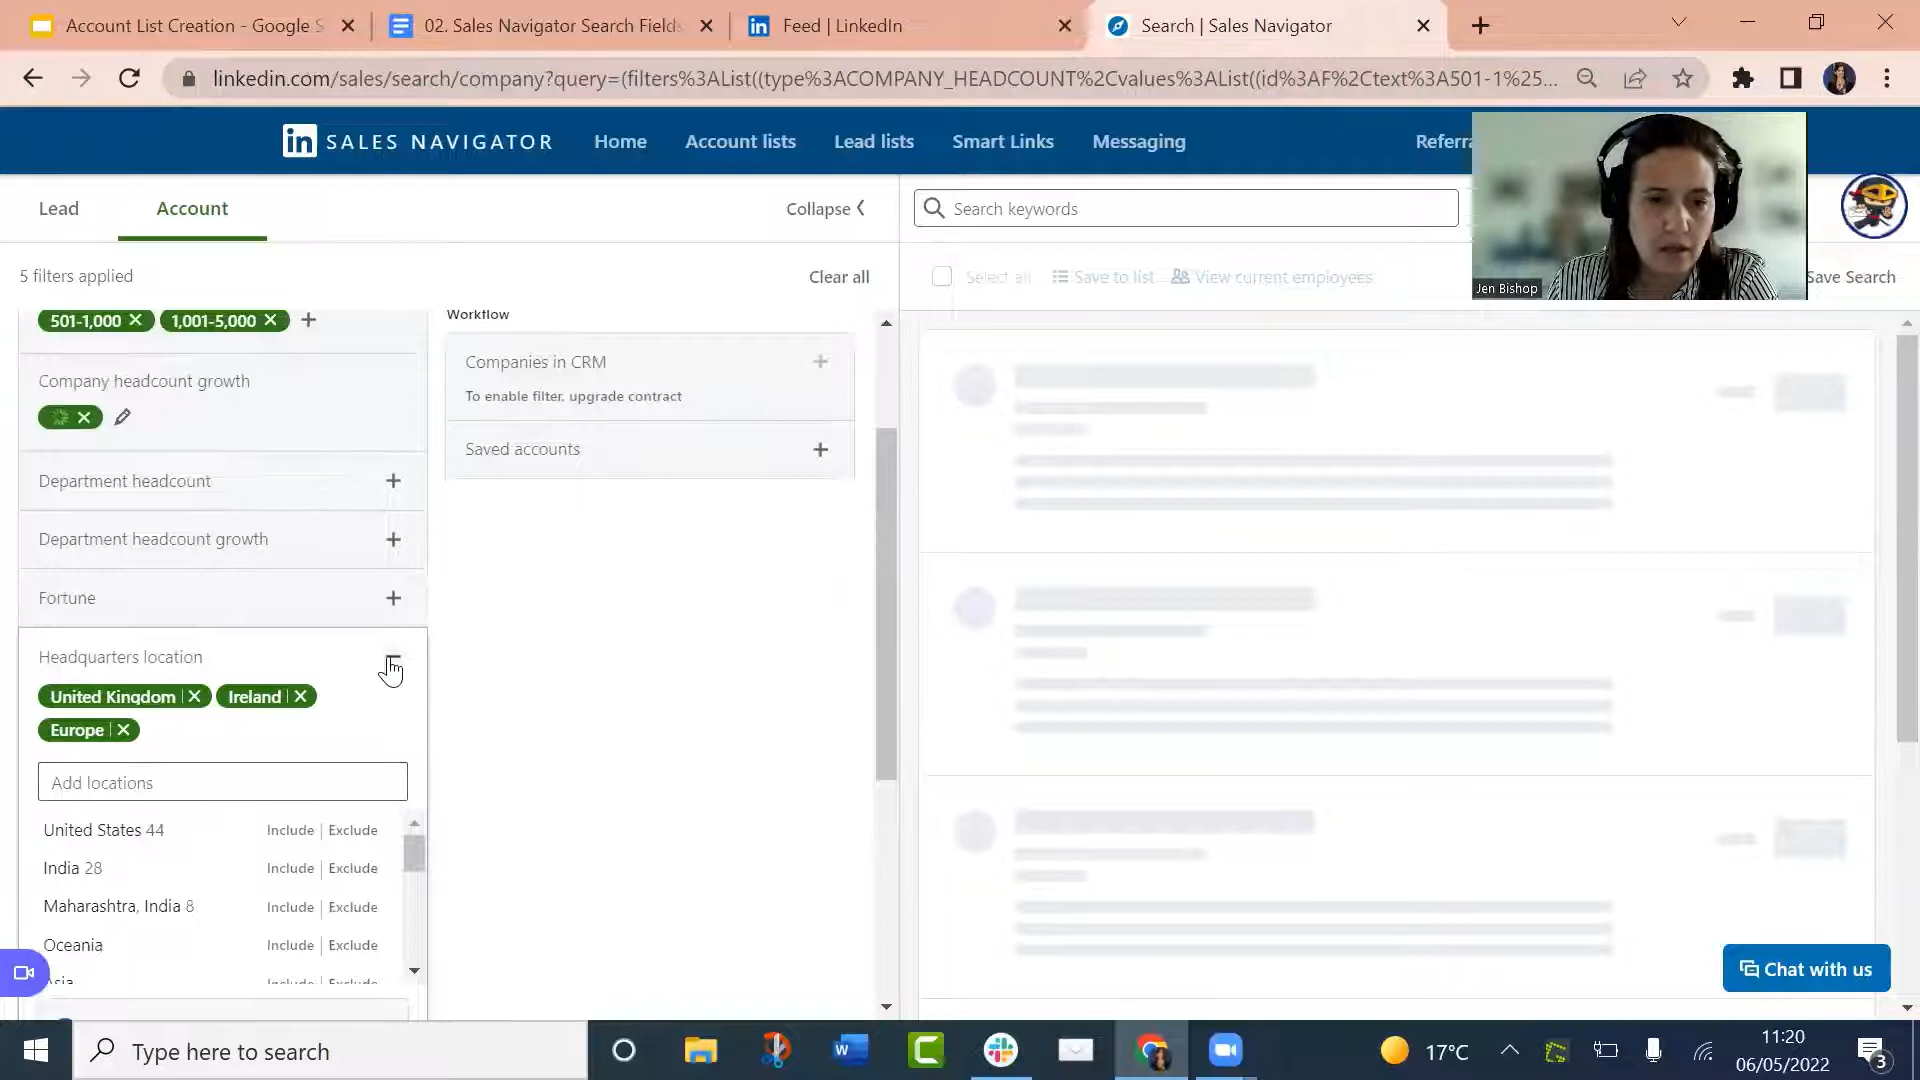 Account List Creation - Google S
02. Sales Navigator Search Fields
Feed | LinkedIn
Search | Sales Navigator
linkedin.com/sales/search/company?query=(filters%3AList((type%3ACOMPANY_HEADCOUNT%2Cvalues%3AList((id%3AF%2Ctext%3A501-1%25...
in SALES NAVIGATOR
Home
Account lists
Lead lists
Smart Links
Messaging
Referra
Lead
Account
Collapse
Search keywords
5 filters applied
Clear all
Select all
Save to list
View current employees
Save Search
Jen Bishop
501-1,000
1,001-5,000
Workflow
Company headcount growth
Companies in CRM
To enable filter, upgrade contract
Saved accounts
Department headcount
Department headcount growth
Fortune
Headquarters location
United Kingdom
Ireland
Europe
Add locations
United States 44 Include | Exclude
India 28 Include | Exclude
Maharashtra, India 8 Include | Exclude
Oceania Include | Exclude
Asia Include | Exclude
Chat with us
Type here to search
17°C
11:20
06/05/2022
3